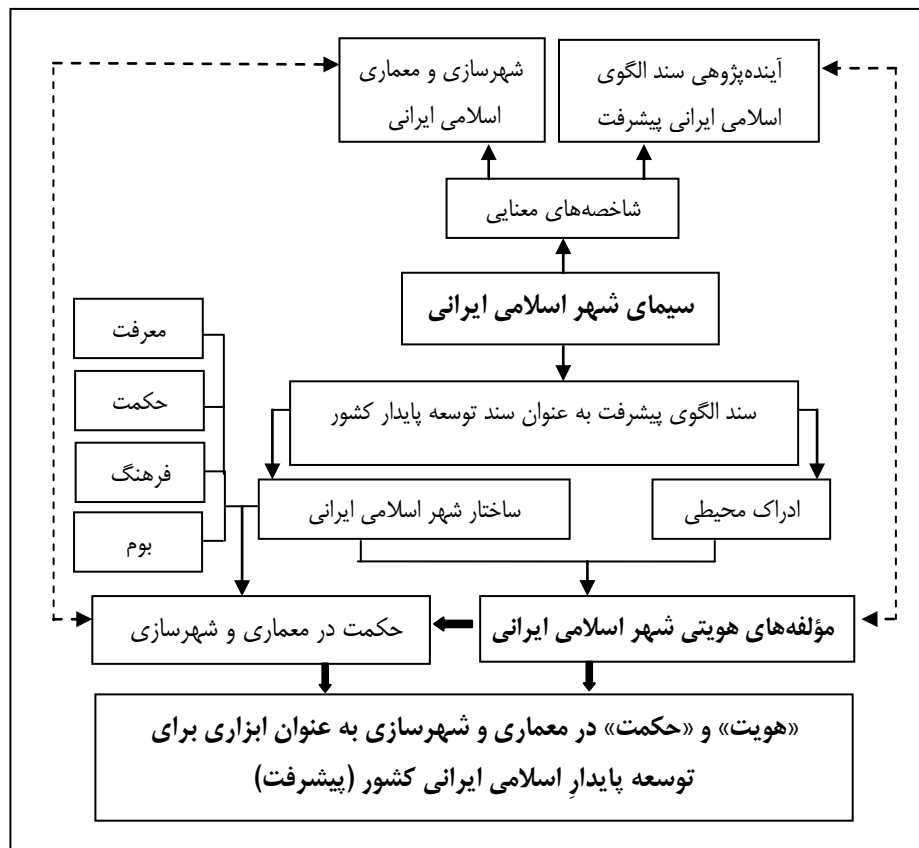 آینده‌پژوهی سند الگوی
اسلامی ایرانی پیشرفت
شهرسازی و معماری
اسلامی ایرانی
شاخصه‌های معنایی
سیمای شهر اسلامی ایرانی
معرفت
حکمت
فرهنگ
بوم
سند الگوی پیشرفت به عنوان سند توسعه پایدار کشور
ادراک محیطی
ساختار شهر اسلامی ایرانی
مؤلفه‌های هویتی شهر اسلامی ایرانی
حکمت در معماری و شهرسازی
«هویت» و «حکمت» در معماری و شهرسازی به عنوان ابزاری برای
توسعه پایدارِ اسلامی ایرانی کشور (پیشرفت)